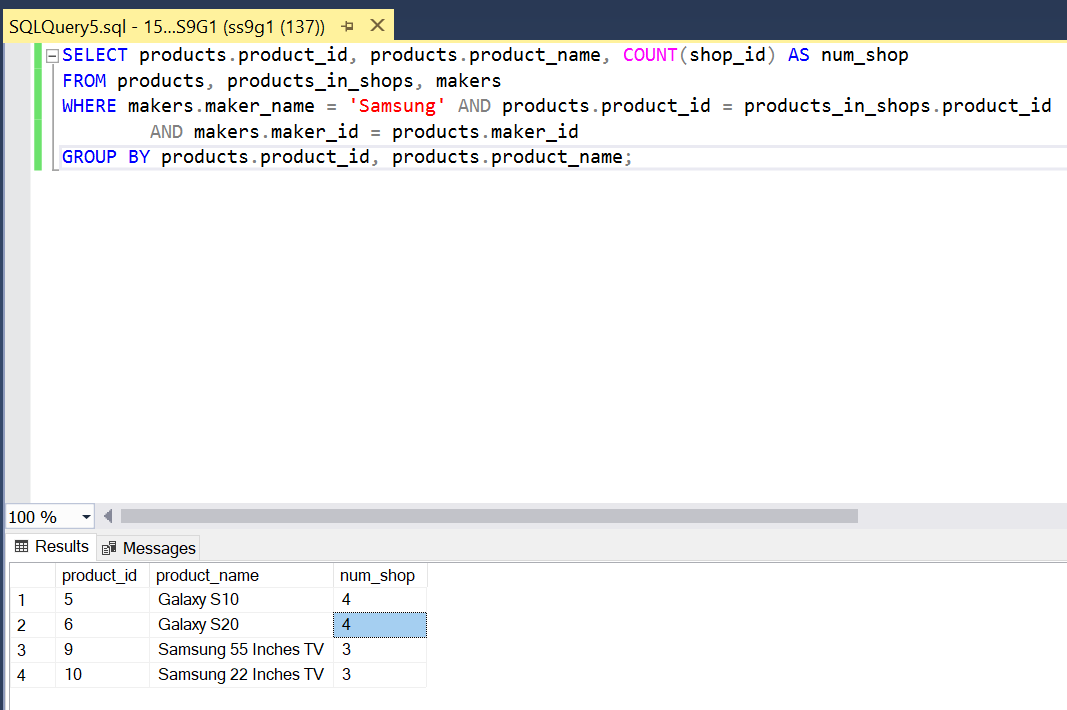 SQLQuery5.sql - 15...S9G1 (ss9g1 (137))
SELECT products.product_id, products.product_name, COUNT(shop_id) AS num_shop
FROM products, products_in_shops, makers
WHERE makers.maker_name = 'Samsung' AND products.product_id = products_in_shops.product_id
AND makers.maker_id = products.maker_id
GROUP BY products.product_id, products.product_name;
100 %
Results Messages
product_id product_name num_shop
1 5 Galaxy S10 4
2 6 Galaxy S20 4
3 9 Samsung 55 Inches TV 3
4 10 Samsung 22 Inches TV 3